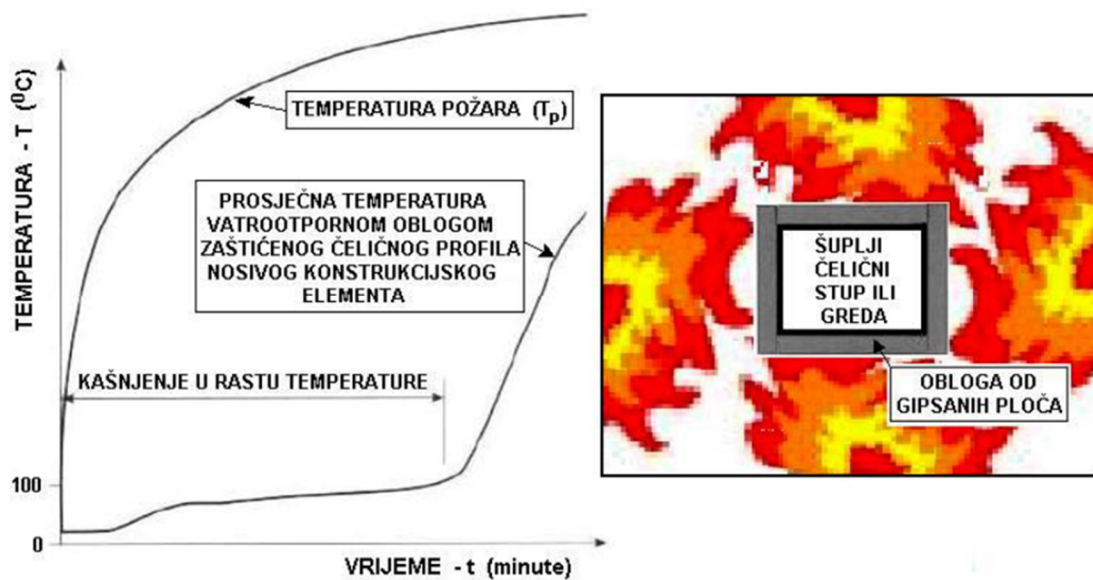 TEMPERATURA - T (⁰C)
TEMPERATURA POŽARA (Tₚ)
PROSJEČNA TEMPERATURA
VATROOTPORNOM OBLOGOM
ZAŠTIĆENOG ČELIČNOG PROFILA
NOSIVOG KONSTRUKCIJSKOG
ELEMENTA
KAŠNJENJE U RASTU TEMPERATURE
100
0
VRIJEME - t (minute)
ŠUPLJI
ČELIČNI
STUP ILI
GREDA
OBLOGA OD
GIPSANIH PLOČA